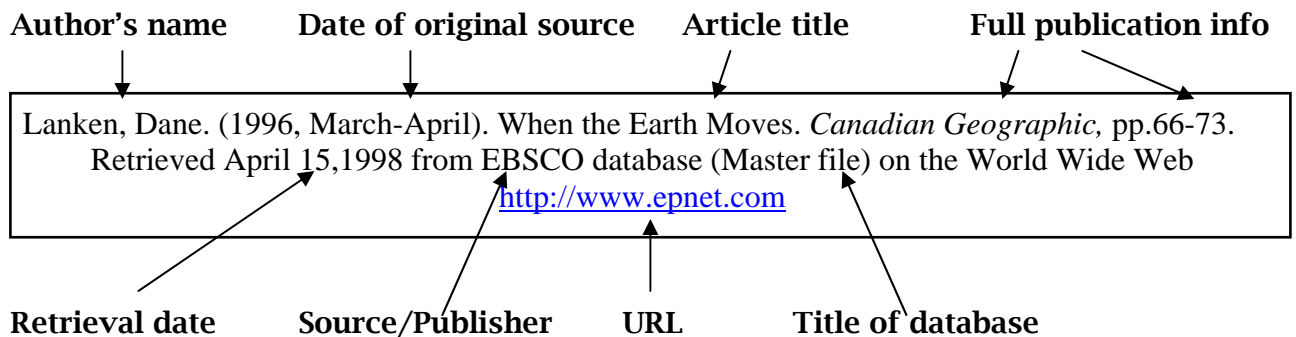 Author's name Date of original source Article title Full publication info
Lanken, Dane. (1996, March-April). When the Earth Moves. Canadian Geographic, pp.66-73.
Retrieved April 15,1998 from EBSCO database (Master file) on the World Wide Web
http://www.epnet.com
Retrieval date Source/Publisher URL Title of database